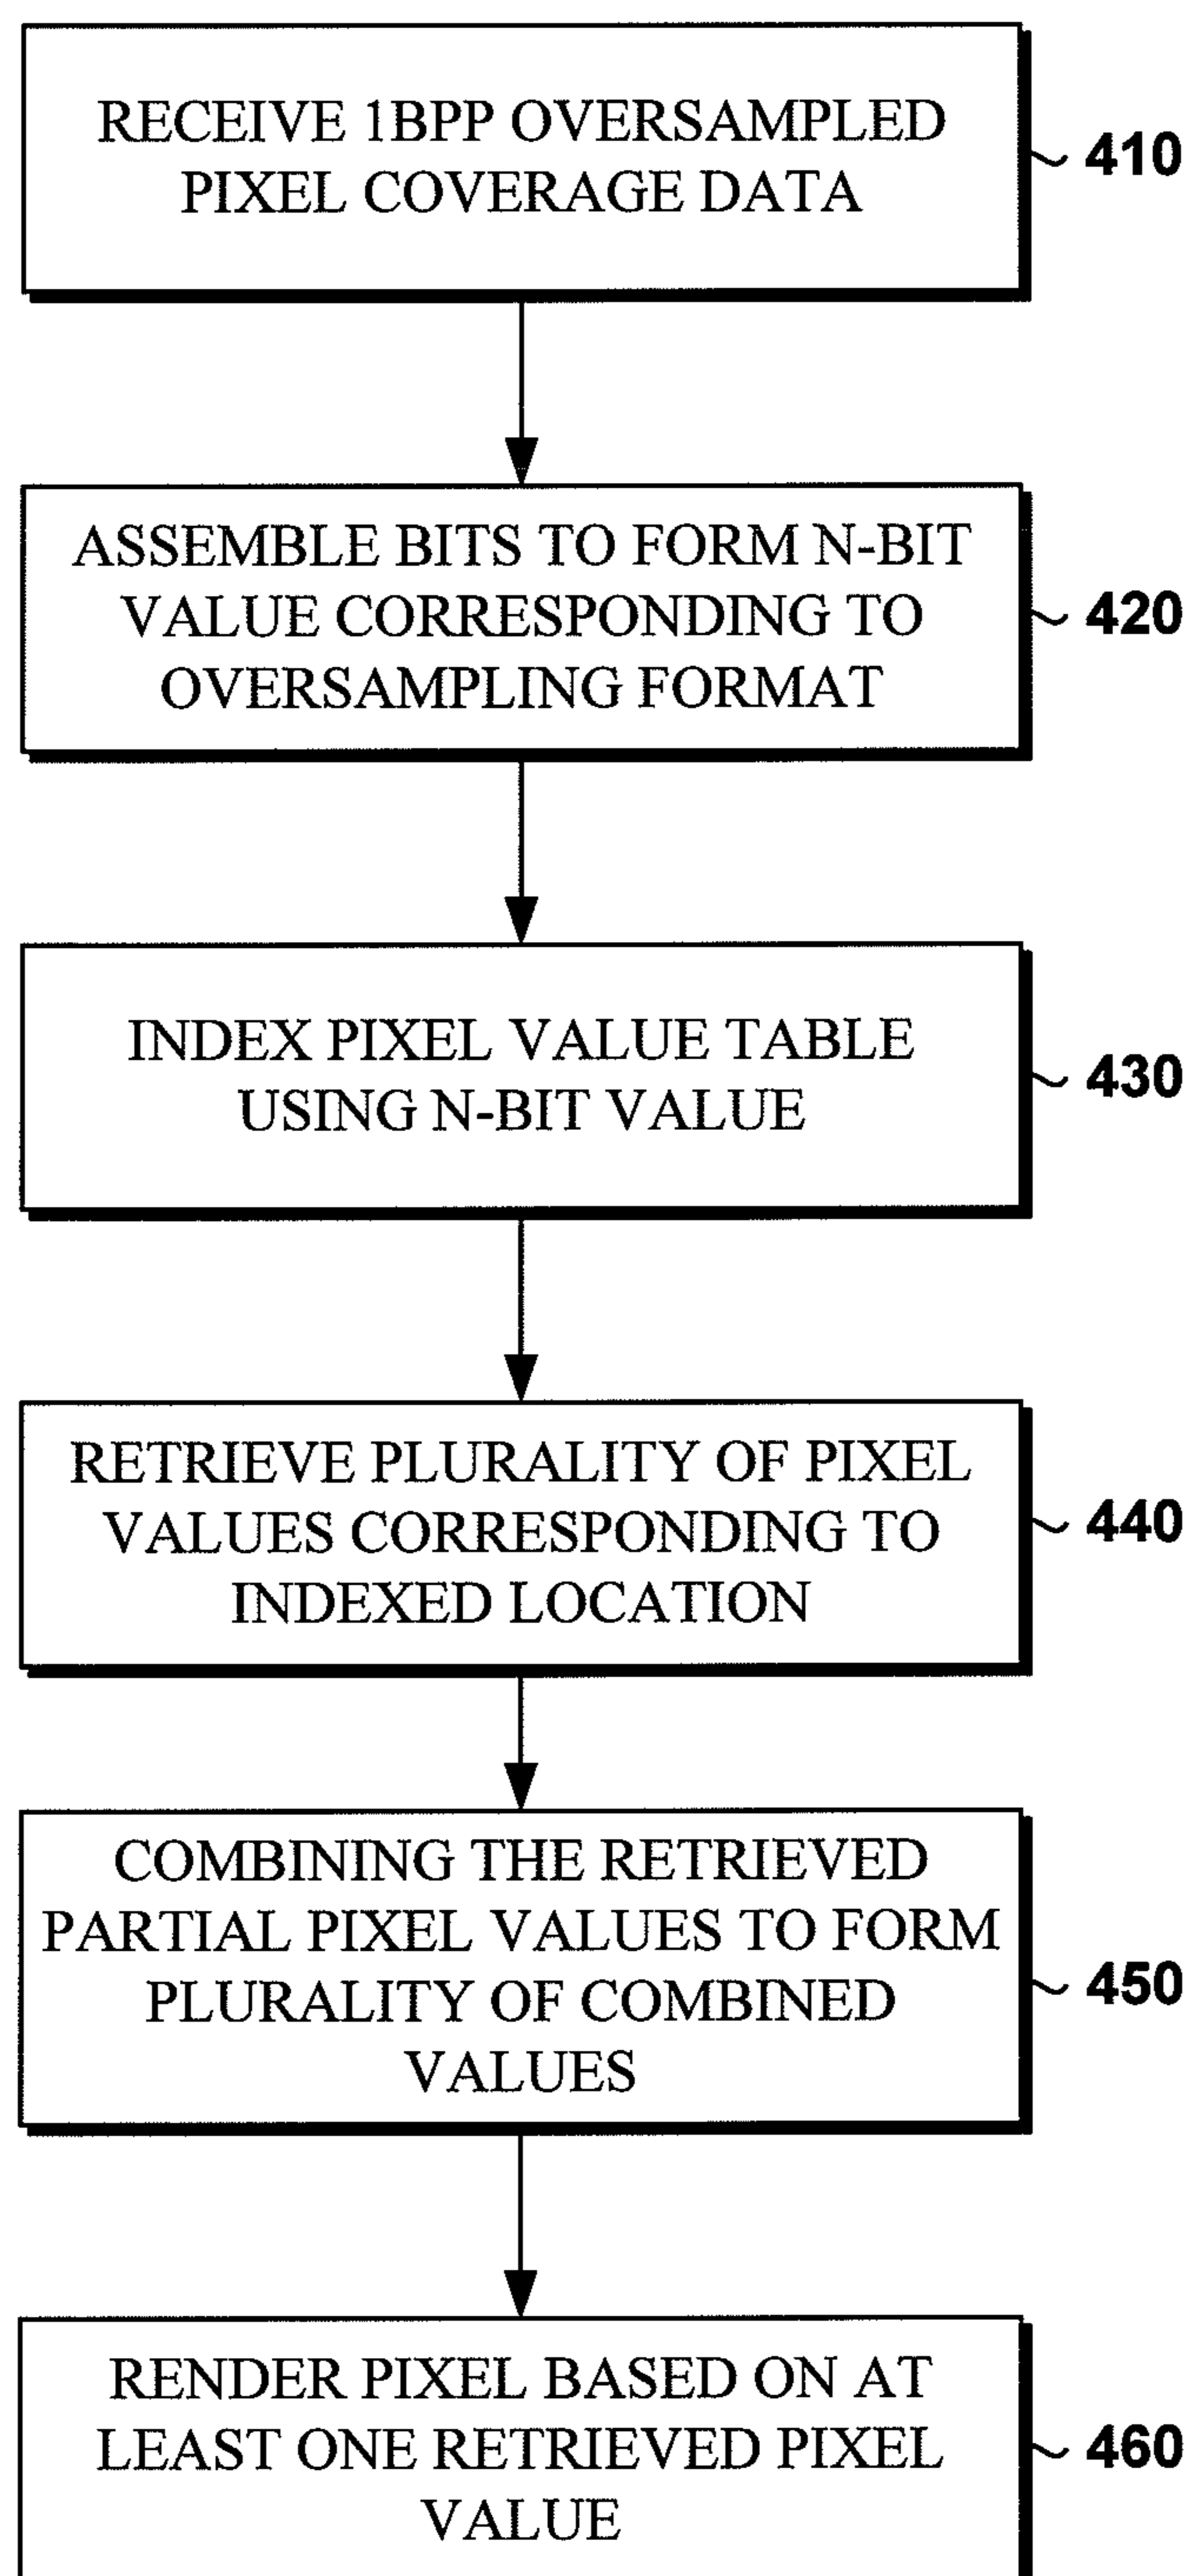 RECEIVE 1BPP OVERSAMPLED
PIXEL COVERAGE DATA
410
ASSEMBLE BITS TO FORM N-BIT
VALUE CORRESPONDING TO
OVERSAMPLING FORMAT
420
INDEX PIXEL VALUE TABLE
USING N-BIT VALUE
430
RETRIEVE PLURALITY OF PIXEL
VALUES CORRESPONDING TO
INDEXED LOCATION
440
COMBINING THE RETRIEVED
PARTIAL PIXEL VALUES TO FORM
PLURALITY OF COMBINED
VALUES
450
RENDER PIXEL BASED ON AT
LEAST ONE RETRIEVED PIXEL
VALUE
460